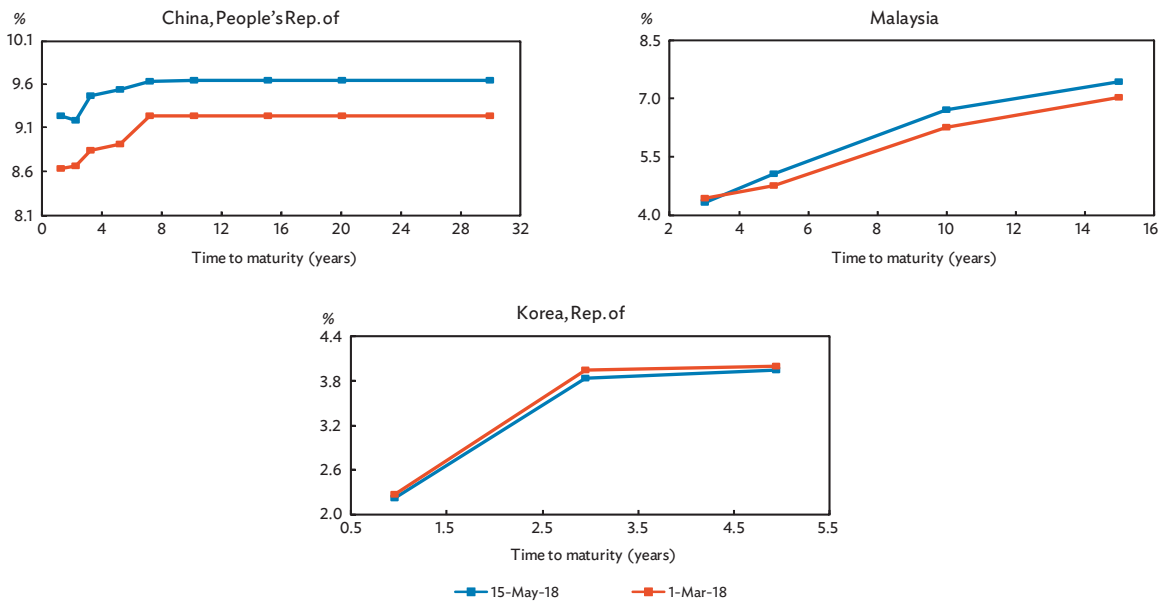 China, People's Rep. of
%
10.1
9.6
9.1
8.6
8.1
0 4 8 12 16 20 24 28 32
Time to maturity (years)
Malaysia
%
8.5
7.0
5.5
4.0
2 4 6 8 10 12 14 16
Time to maturity (years)
Korea, Rep. of
%
4.4
3.8
3.2
2.6
2.0
0.5 1.5 2.5 3.5 4.5 5.5
Time to maturity (years)
15-May-18 1-Mar-18